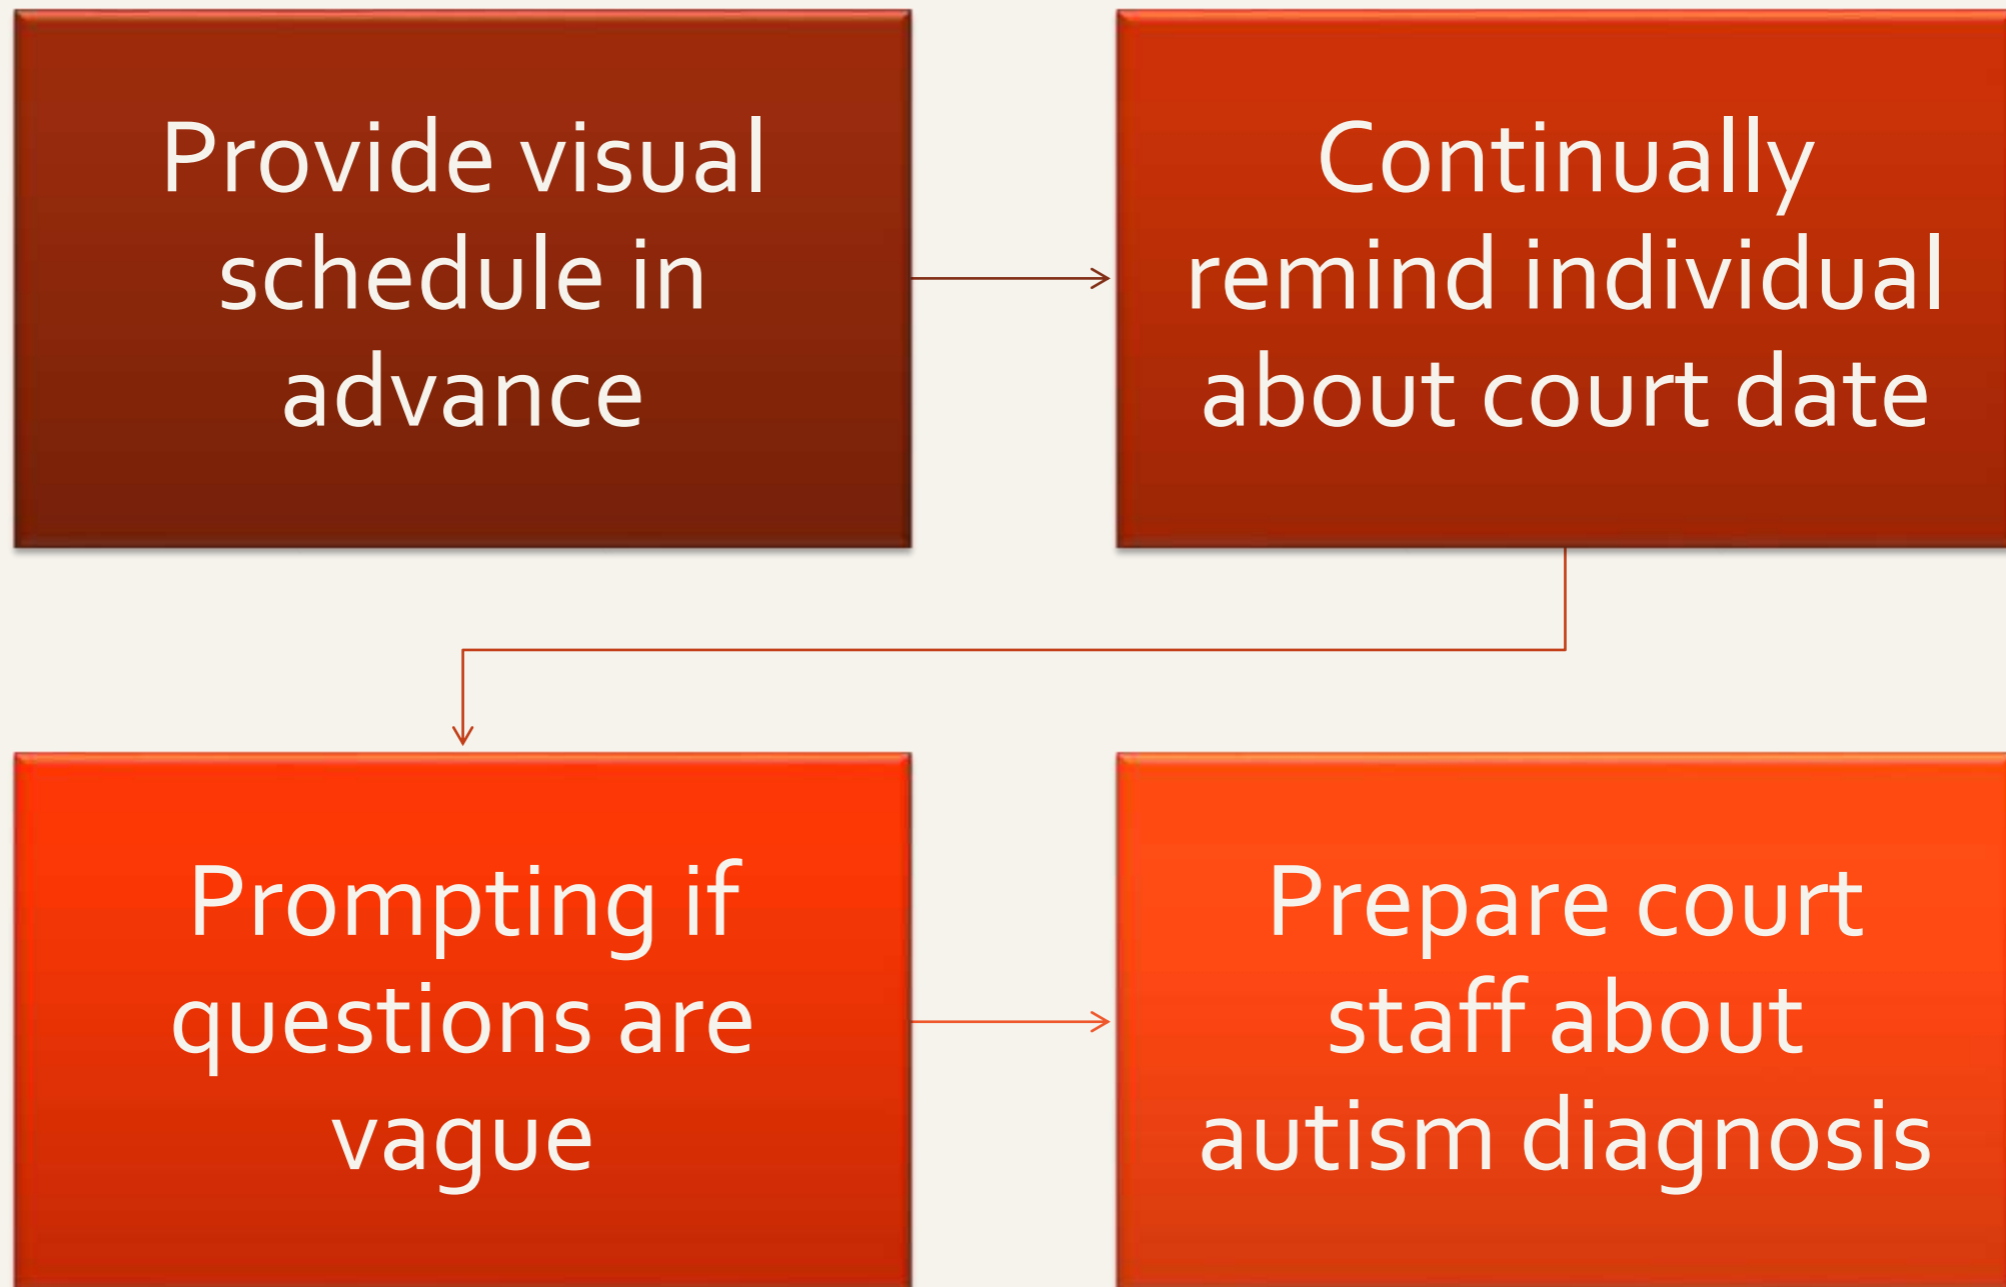 Provide visual
schedule in
advance
Continually
remind individual
about court date
Prompting if
questions are
vague
Prepare court
staff about
autism diagnosis